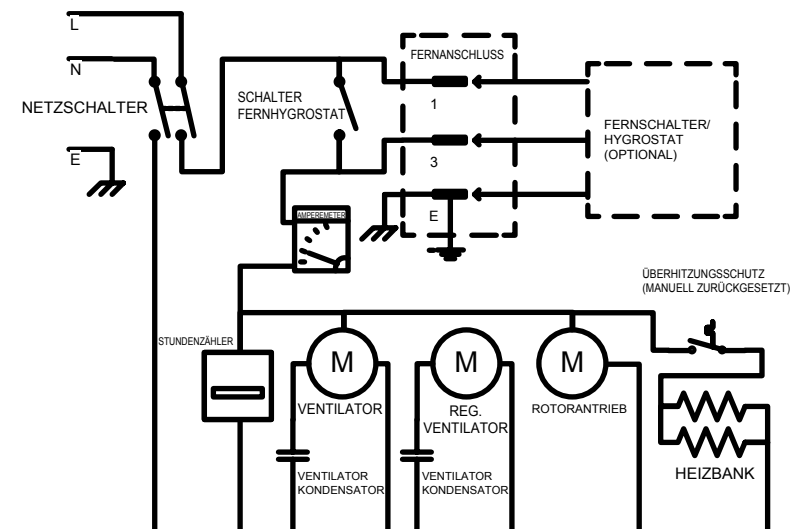 L
N
NETZSCHALTER
E
SCHALTER
FERNHYGROSTAT
FERNANSCHLUSS
1
3
E
FERNSCHALTER/
HYGROSTAT
(OPTIONAL)
AMPEREMETER
ÜBERHITZUNGSSCHUTZ
(MANUELL ZURÜCKGESETZT)
STUNDENZÄHLER
M
VENTILATOR
M
REG.
VENTILATOR
M
ROTORANTRIEB
VENTILATOR
KONDENSATOR
VENTILATOR
KONDENSATOR
HEIZBANK